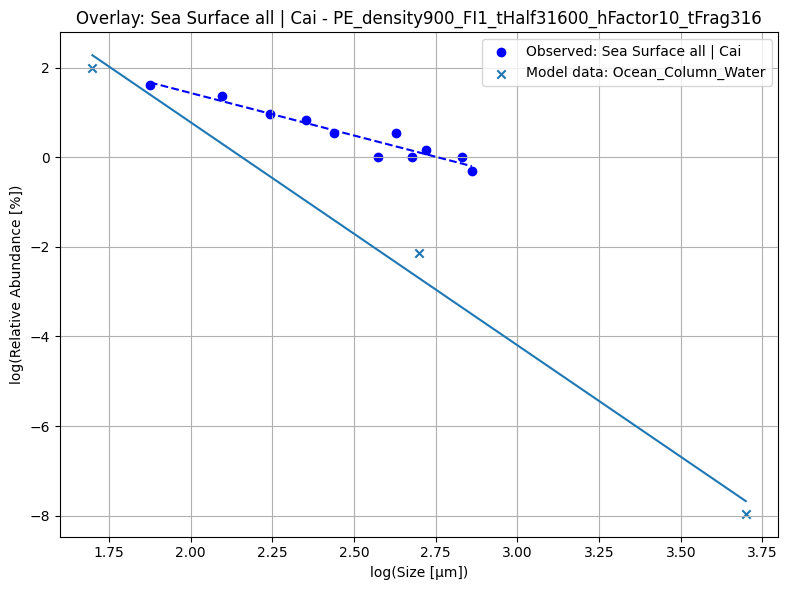 Overlay: Sea Surface all | Cai - PE_density900_FI1_tHalf31600_hFactor10_tFrag316
Observed: Sea Surface all | Cai
Model data: Ocean_Column_Water
log(Relative Abundance [%])
2
0
−2
−4
−6
−8
1.75 2.00 2.25 2.50 2.75 3.00 3.25 3.50 3.75
log(Size [μm])